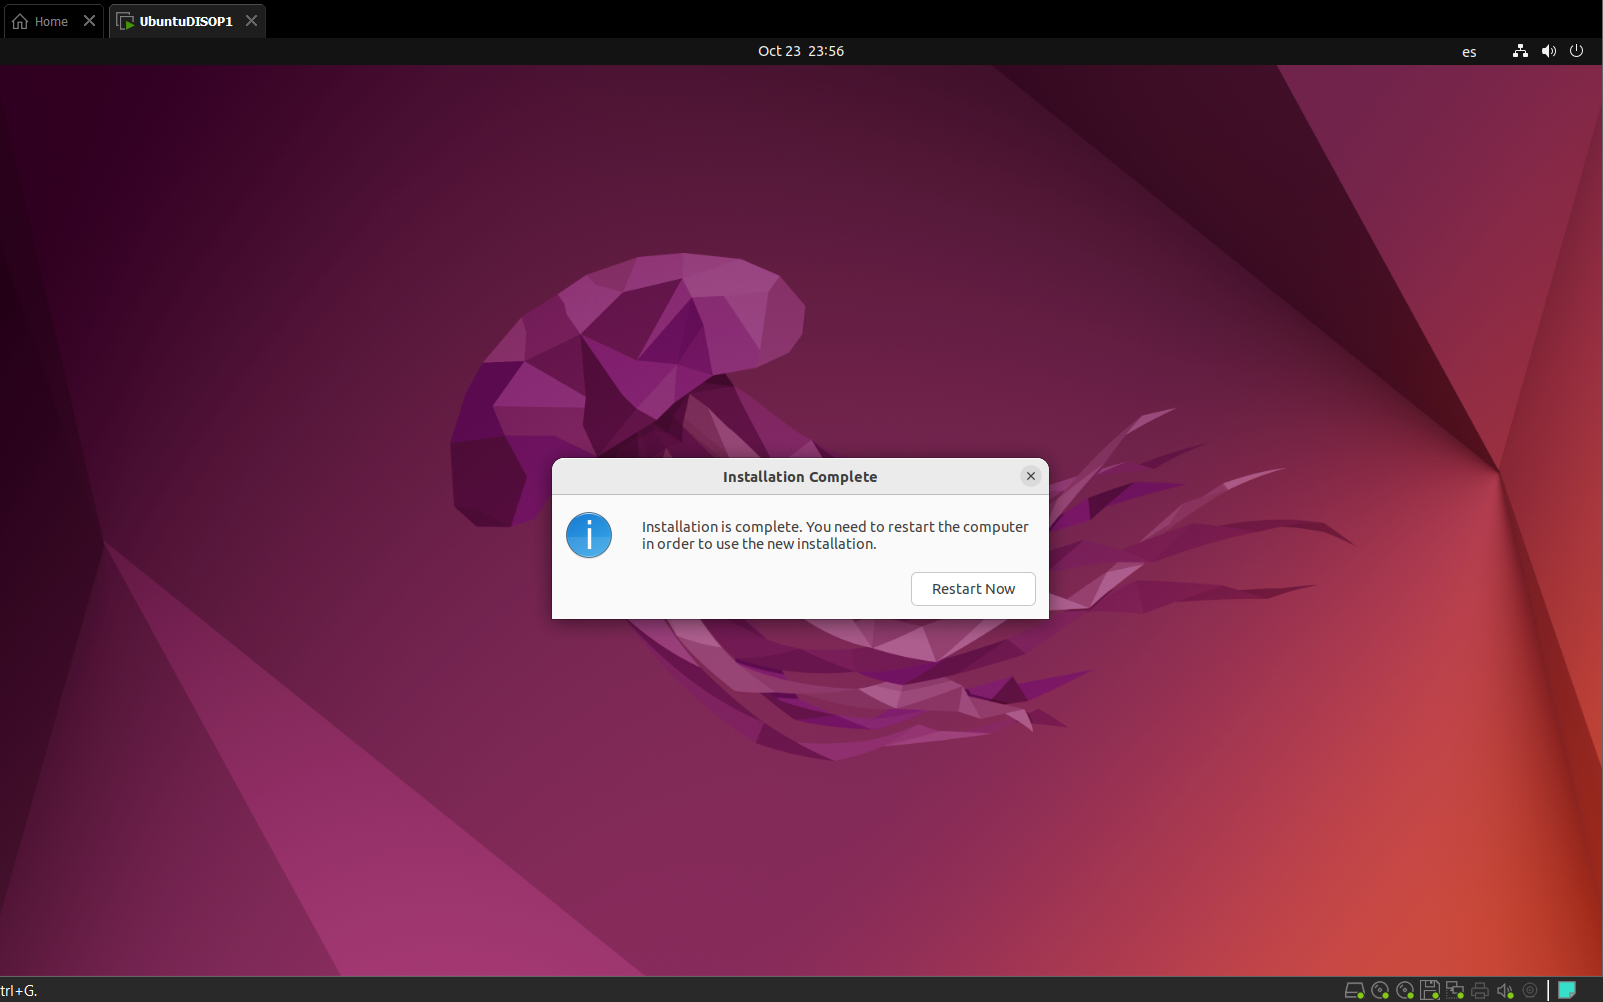 Home
UbuntuDISOP1
Oct 23 23:56
es
Installation Complete
Installation is complete. You need to restart the computer
in order to use the new installation.
Restart Now
trl+G.